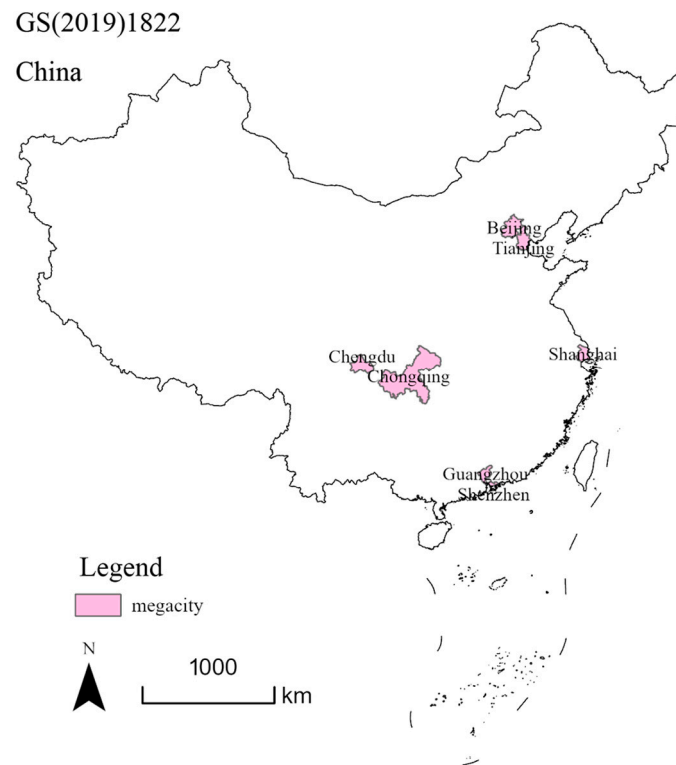 GS(2019)1822
China
Beijing
Tianjing
Chengdu
Chongqing
Shanghai
Guangzhou
Shenzhen
Legend
megacity
N
1000
km